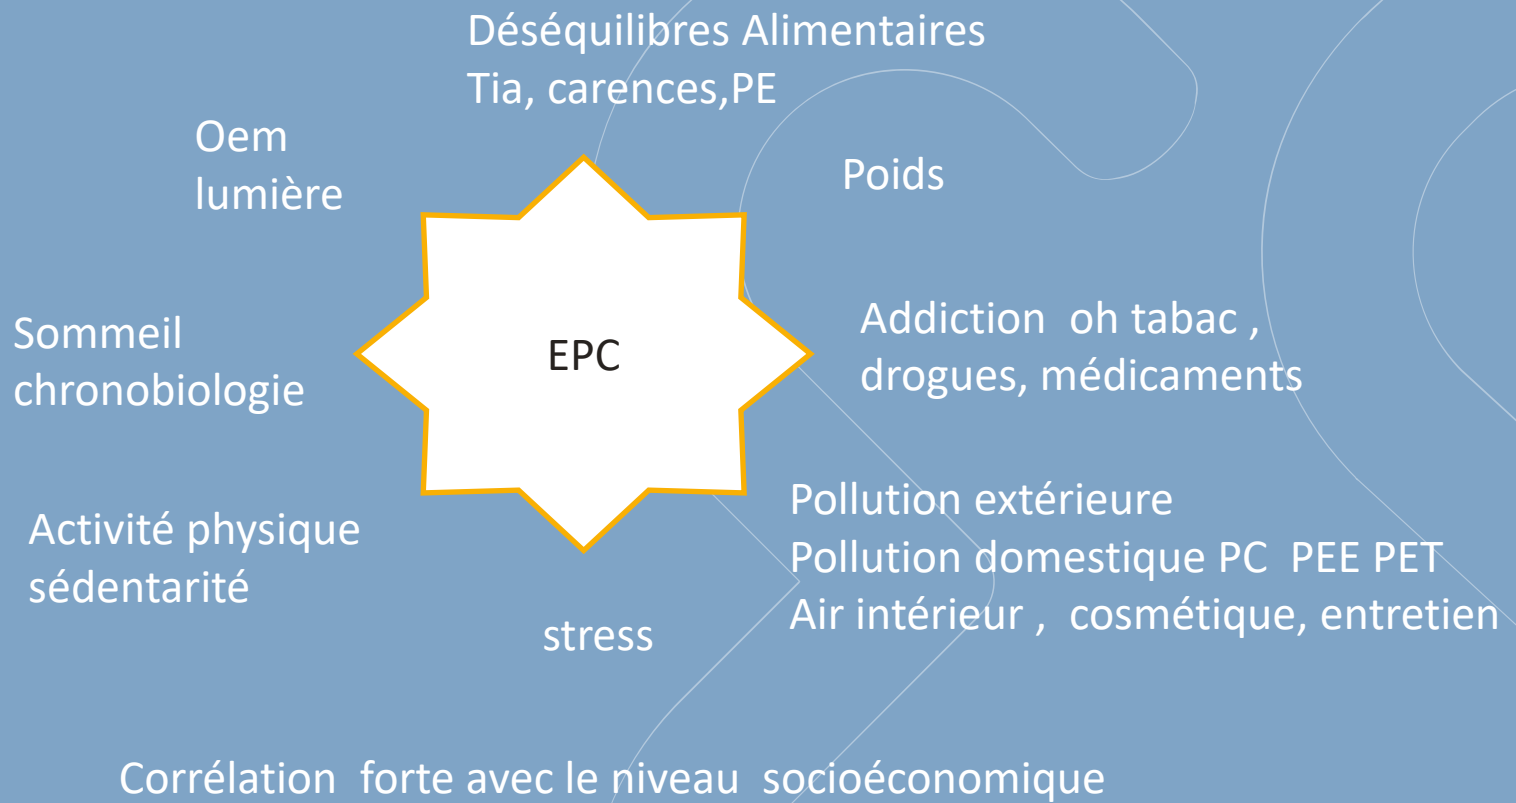 Déséquilibres Alimentaires
Tia, carences,PE
Oem
lumière
Poids
Sommeil
chronobiologie
EPC
Addiction oh tabac ,
drogues, médicaments
Activité physique
sédentarité
Pollution extérieure
Pollution domestique PC PEE PET
Air intérieur , cosmétique, entretien
stress
Corrélation forte avec le niveau socioéconomique